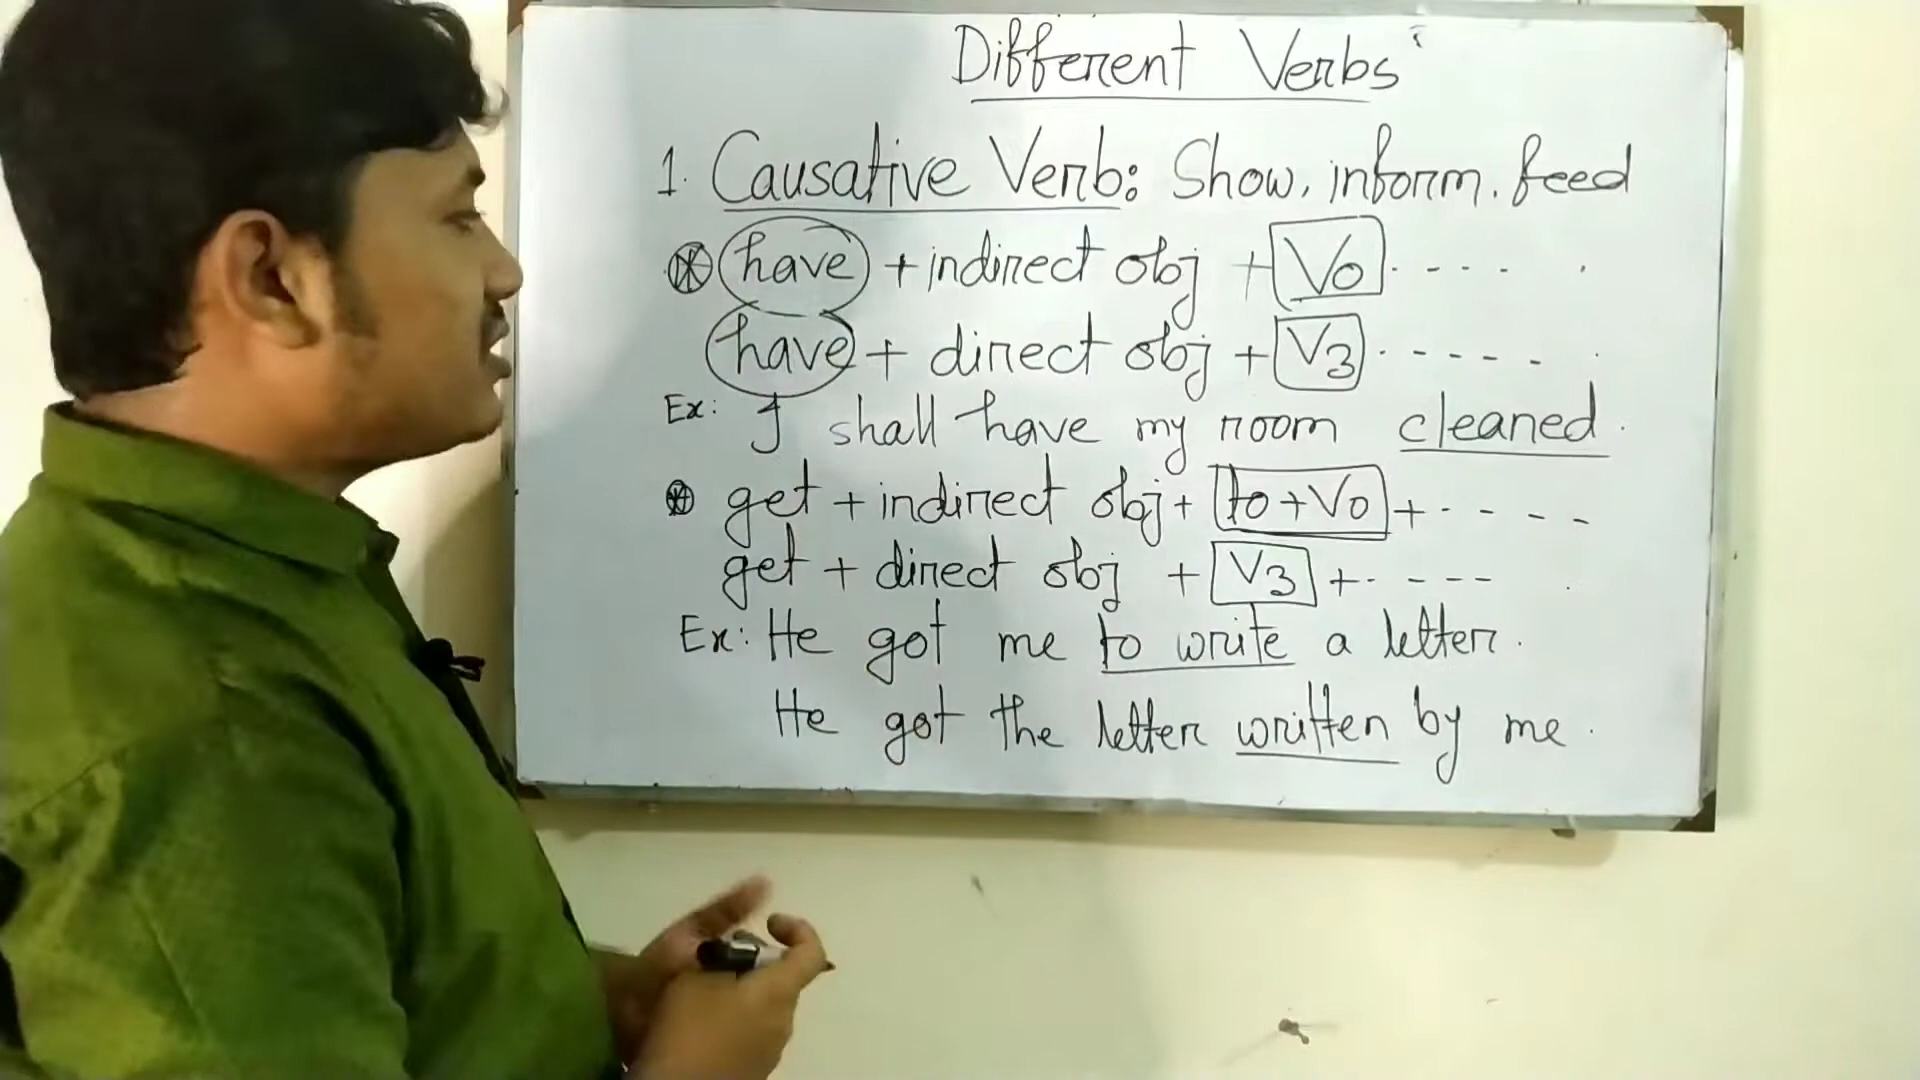 Different Verbs
1. Causative Verb: Show, inform, feed
have + indirect obj + V0 - - - -
have + direct obj + V3 - - - - -
Ex: I shall have my room cleaned.
get + indirect obj + to + V0 + - - - -
get + direct obj + V3 + - - - -
Ex: He got me to write a letter.
He got the letter written by me.